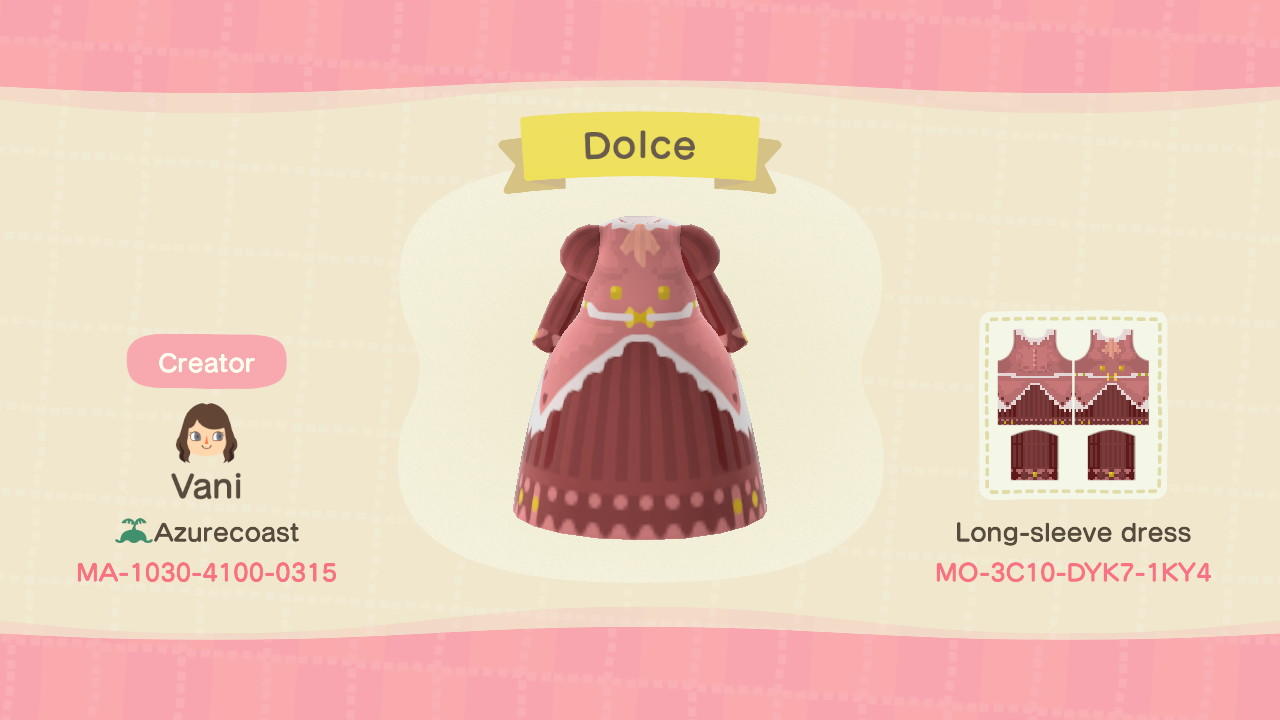 Dolce
Creator
Vani
Azurecoast
MA-1030-4100-0315
Long-sleeve dress
MO-3C10-DYK7-1KY4